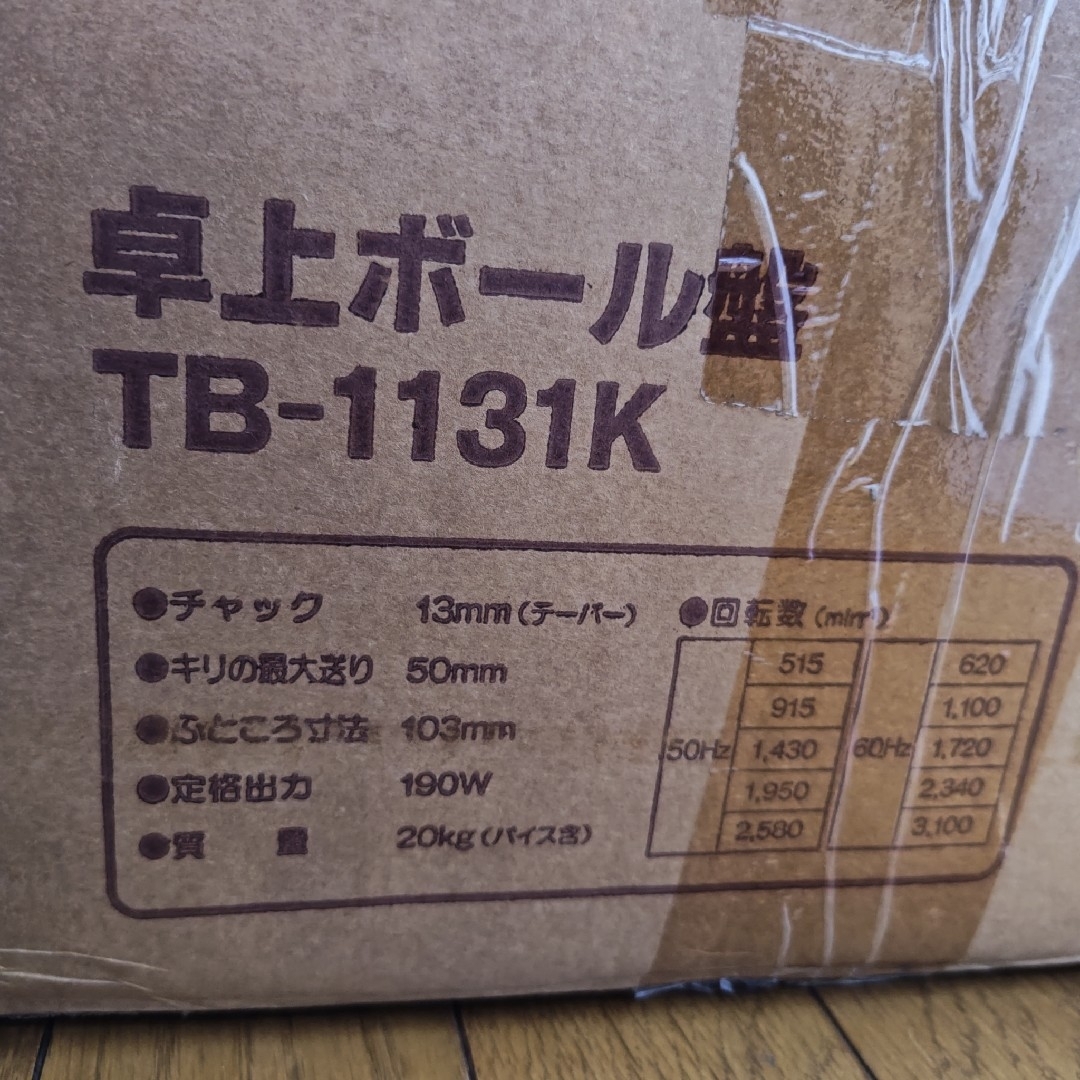 卓上ボール盤
TB-1131K
●チャック 13mm(テーパー)
●キリの最大送り 50mm
●ふところ寸法 103mm
●定格出力 190W
●質量 20kg(バイス含)
●回転数(min⁻¹)
50Hz 60Hz
515 620
915 1,100
1,430 1,720
1,950 2,340
2,580 3,100